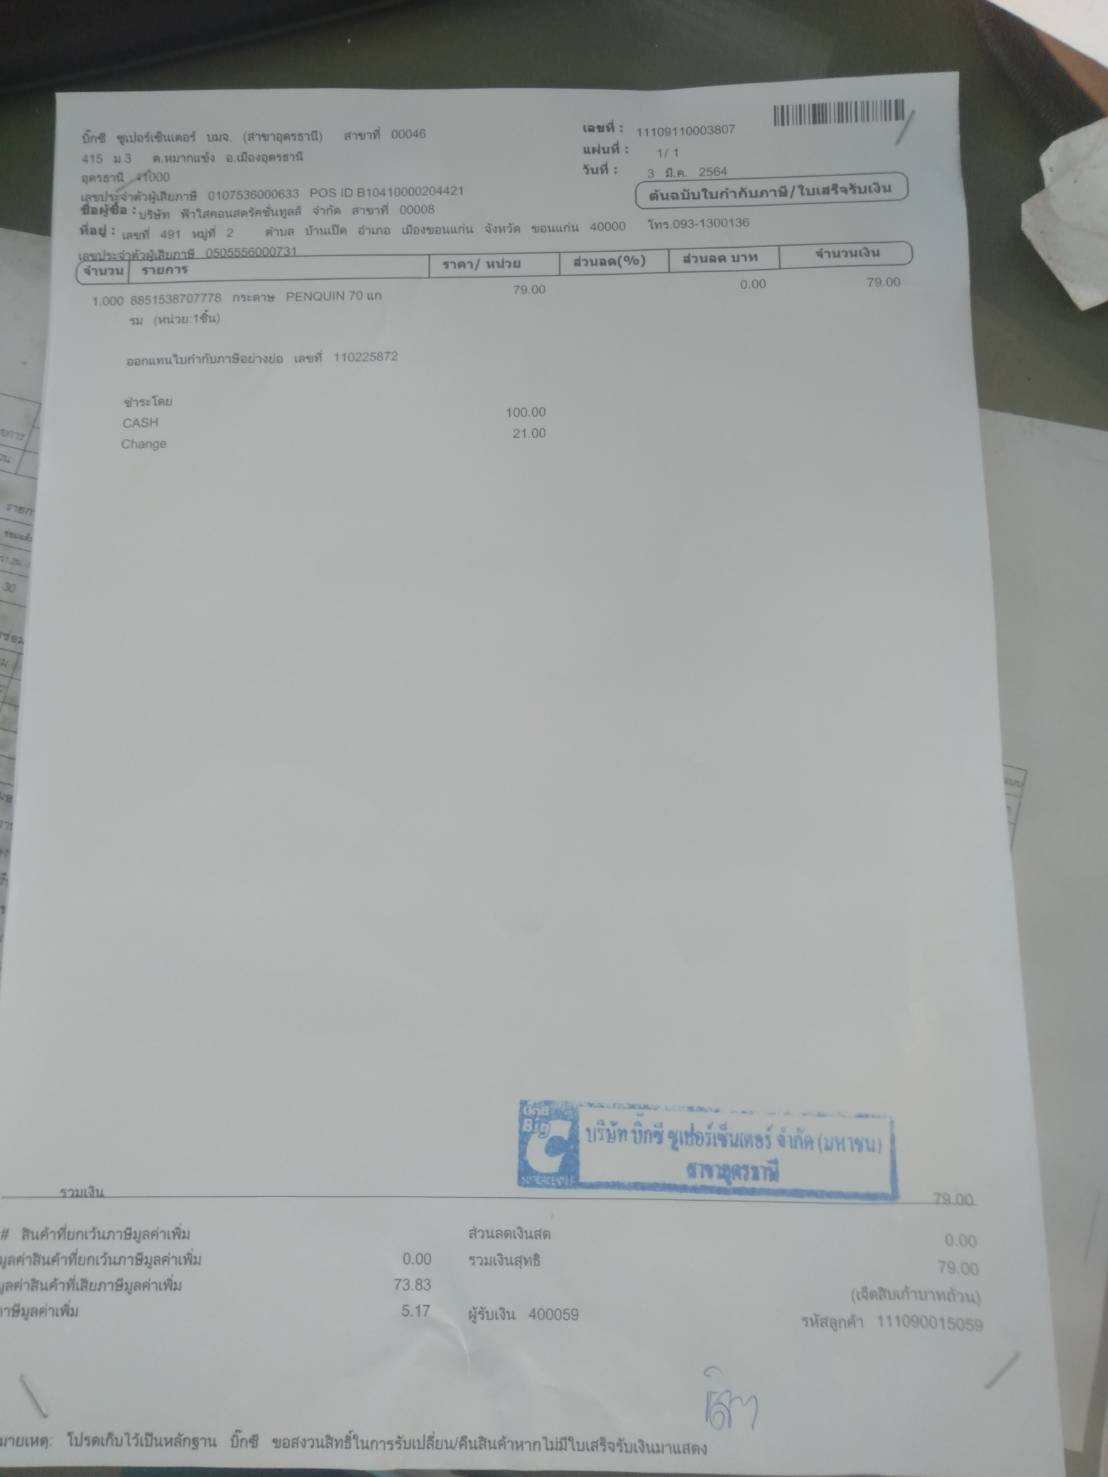 บิ๊กซี ซูเปอร์เซ็นเตอร์ บมจ. (สาขาอุดรธานี) สาขาที่ 00046
เลขที่ : 11109110003807
415 ม.3 ต.หมากแข้ง อ.เมืองอุดรธานี
แผ่นที่ : 1/ 1
อุดรธานี 41000
วันที่ : 3 มี.ค. 2564
เลขประจำตัวผู้เสียภาษี 0107536000633 POS ID B10410000204421
ต้นฉบับใบกำกับภาษี/ใบเสร็จรับเงิน
ชื่อผู้ซื้อ : บริษัท ฟ้าใสคอนสตรัคชั่นทูลส์ จำกัด สาขาที่ 00008
ที่อยู่ : เลขที่ 491 หมู่ที่ 2 ตำบล บ้านเป็ด อำเภอ เมืองขอนแก่น จังหวัด ขอนแก่น 40000 โทร.093-1300136
เลขประจำตัวผู้เสียภาษี 0505556000731
จำนวน รายการ ราคา/ หน่วย ส่วนลด(%) ส่วนลด บาท จำนวนเงิน
1.000 8851538707778 กระดาษ PENQUIN 70 แก 79.00 0.00 79.00
รม (หน่วย:1ชิ้น)
ออกแทนใบกำกับภาษีอย่างย่อ เลขที่ 110225872
ชำระโดย
CASH 100.00
Change 21.00
บิ๊กซี
Big C
บริษัท บิ๊กซี ซูเปอร์เซ็นเตอร์ จำกัด (มหาชน)
สาขาอุดรธานี
รวมเงิน 79.00
# สินค้าที่ยกเว้นภาษีมูลค่าเพิ่ม ส่วนลดเงินสด 0.00
มูลค่าสินค้าที่ยกเว้นภาษีมูลค่าเพิ่ม 0.00 รวมเงินสุทธิ 79.00
มูลค่าสินค้าที่เสียภาษีมูลค่าเพิ่ม 73.83 (เจ็ดสิบเก้าบาทถ้วน)
ภาษีมูลค่าเพิ่ม 5.17 ผู้รับเงิน 400059 รหัสลูกค้า 111090015059
มายเหตุ: โปรดเก็บไว้เป็นหลักฐาน บิ๊กซี ขอสงวนสิทธิ์ในการรับเปลี่ยน/คืนสินค้าหากไม่มีใบเสร็จรับเงินมาแสดง